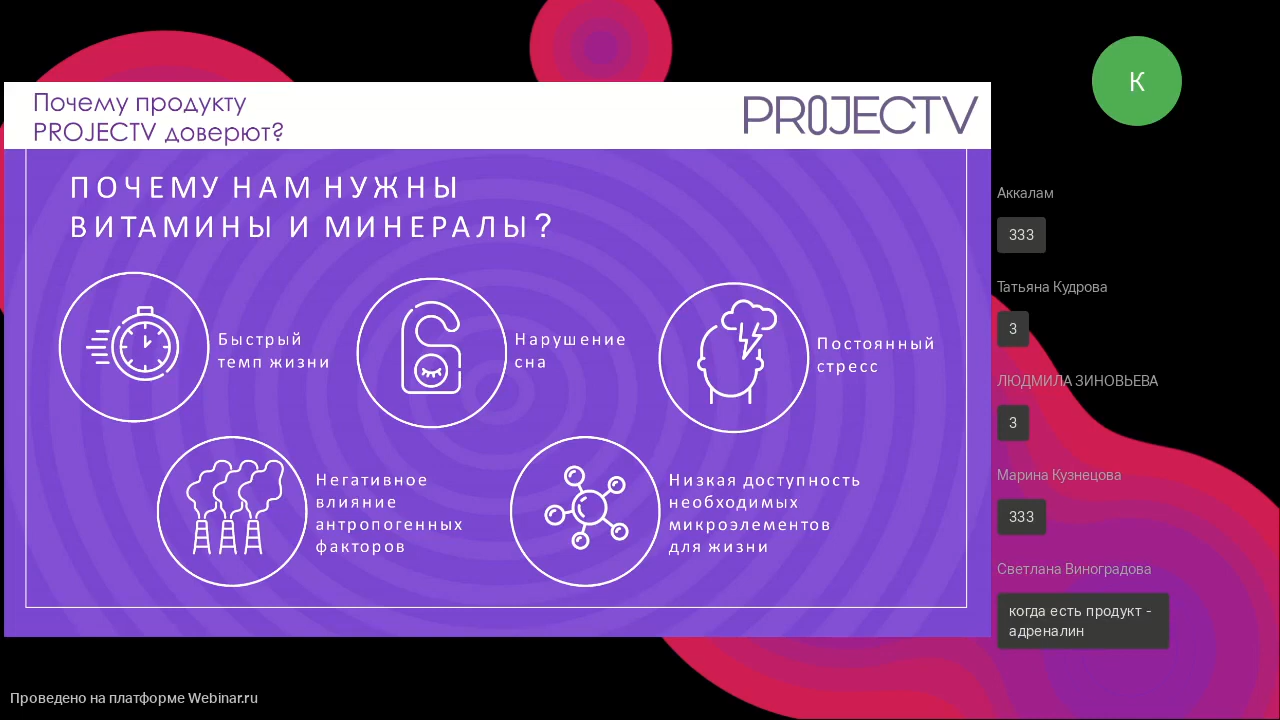 Почему продукту
PROJECTV доверют?
PROJECTV
ПОЧЕМУ НАМ НУЖНЫ
ВИТАМИНЫ И МИНЕРАЛЫ?
Быстрый
темп жизни
Нарушение
сна
Постоянный
стресс
Негативное
влияние
антропогенных
факторов
Низкая доступность
необходимых
микроэлементов
для жизни
К
Аккалам
333
Татьяна Кудрова
3
ЛЮДМИЛА ЗИНОВЬЕВА
3
Марина Кузнецова
333
Светлана Виноградова
когда есть продукт -
адреналин
Проведено на платформе Webinar.ru